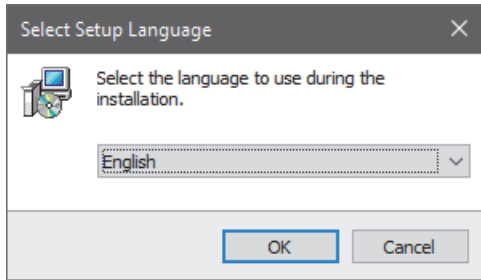 Select Setup Language
Select the language to use during the
installation.
English
OK
Cancel